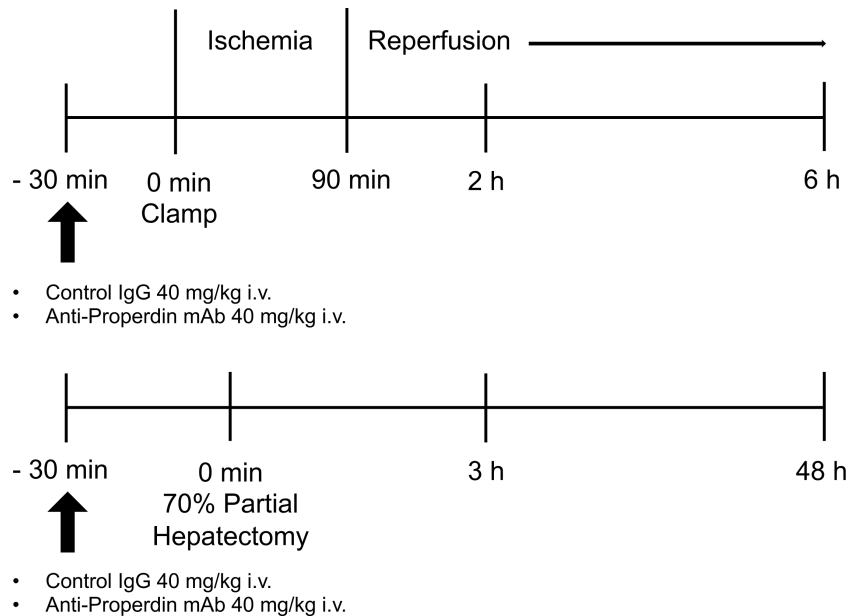 Ischemia Reperfusion
- 30 min 0 min 90 min 2 h 6 h
Clamp
• Control IgG 40 mg/kg i.v.
• Anti-Properdin mAb 40 mg/kg i.v.
- 30 min 0 min 3 h 48 h
70% Partial
Hepatectomy
• Control IgG 40 mg/kg i.v.
• Anti-Properdin mAb 40 mg/kg i.v.